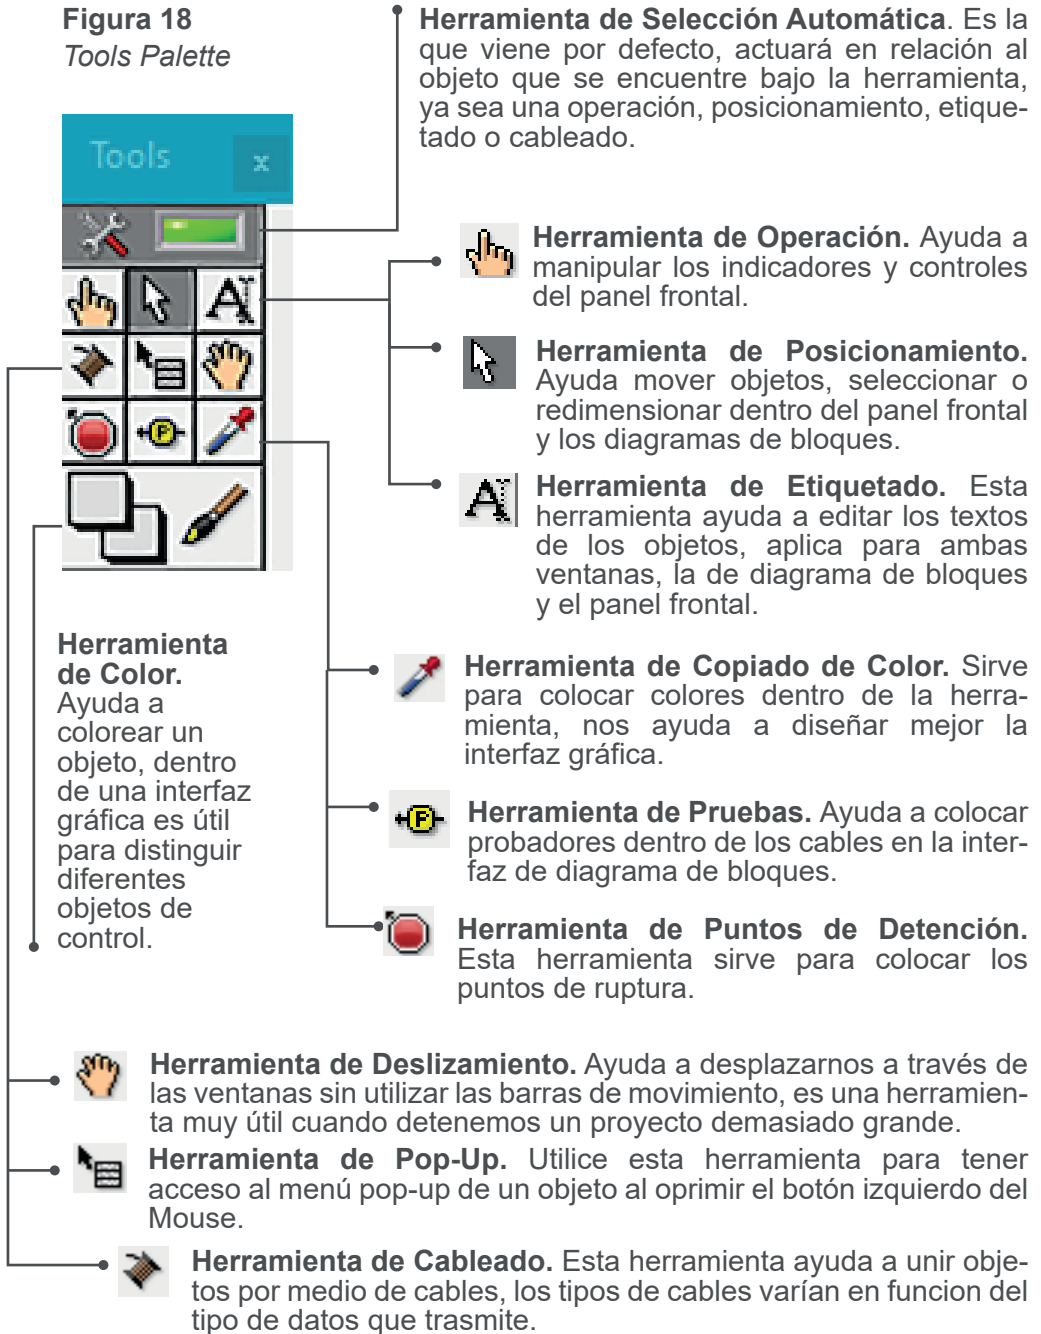 Figura 18
Tools Palette
Herramienta de Selección Automática. Es la
que viene por defecto, actuará en relación al
objeto que se encuentre bajo la herramienta,
ya sea una operación, posicionamiento, etique-
tado o cableado.
Tools x
Herramienta de Operación. Ayuda a
manipular los indicadores y controles
del panel frontal.
Herramienta de Posicionamiento.
Ayuda mover objetos, seleccionar o
redimensionar dentro del panel frontal
y los diagramas de bloques.
A
P
A
Herramienta de Etiquetado. Esta
herramienta ayuda a editar los textos
de los objetos, aplica para ambas
ventanas, la de diagrama de bloques
y el panel frontal.
Herramienta
de Color.
Ayuda a
colorear un
objeto, dentro
de una interfaz
gráfica es útil
para distinguir
diferentes
objetos de
control.
Herramienta de Copiado de Color. Sirve
para colocar colores dentro de la herra-
mienta, nos ayuda a diseñar mejor la
interfaz gráfica.
P
Herramienta de Pruebas. Ayuda a colocar
probadores dentro de los cables en la inter-
faz de diagrama de bloques.
Herramienta de Puntos de Detención.
Esta herramienta sirve para colocar los
puntos de ruptura.
Herramienta de Deslizamiento. Ayuda a desplazarnos a través de
las ventanas sin utilizar las barras de movimiento, es una herramien-
ta muy útil cuando detenemos un proyecto demasiado grande.
Herramienta de Pop-Up. Utilice esta herramienta para tener
acceso al menú pop-up de un objeto al oprimir el botón izquierdo del
Mouse.
Herramienta de Cableado. Esta herramienta ayuda a unir obje-
tos por medio de cables, los tipos de cables varían en funcion del
tipo de datos que trasmite.